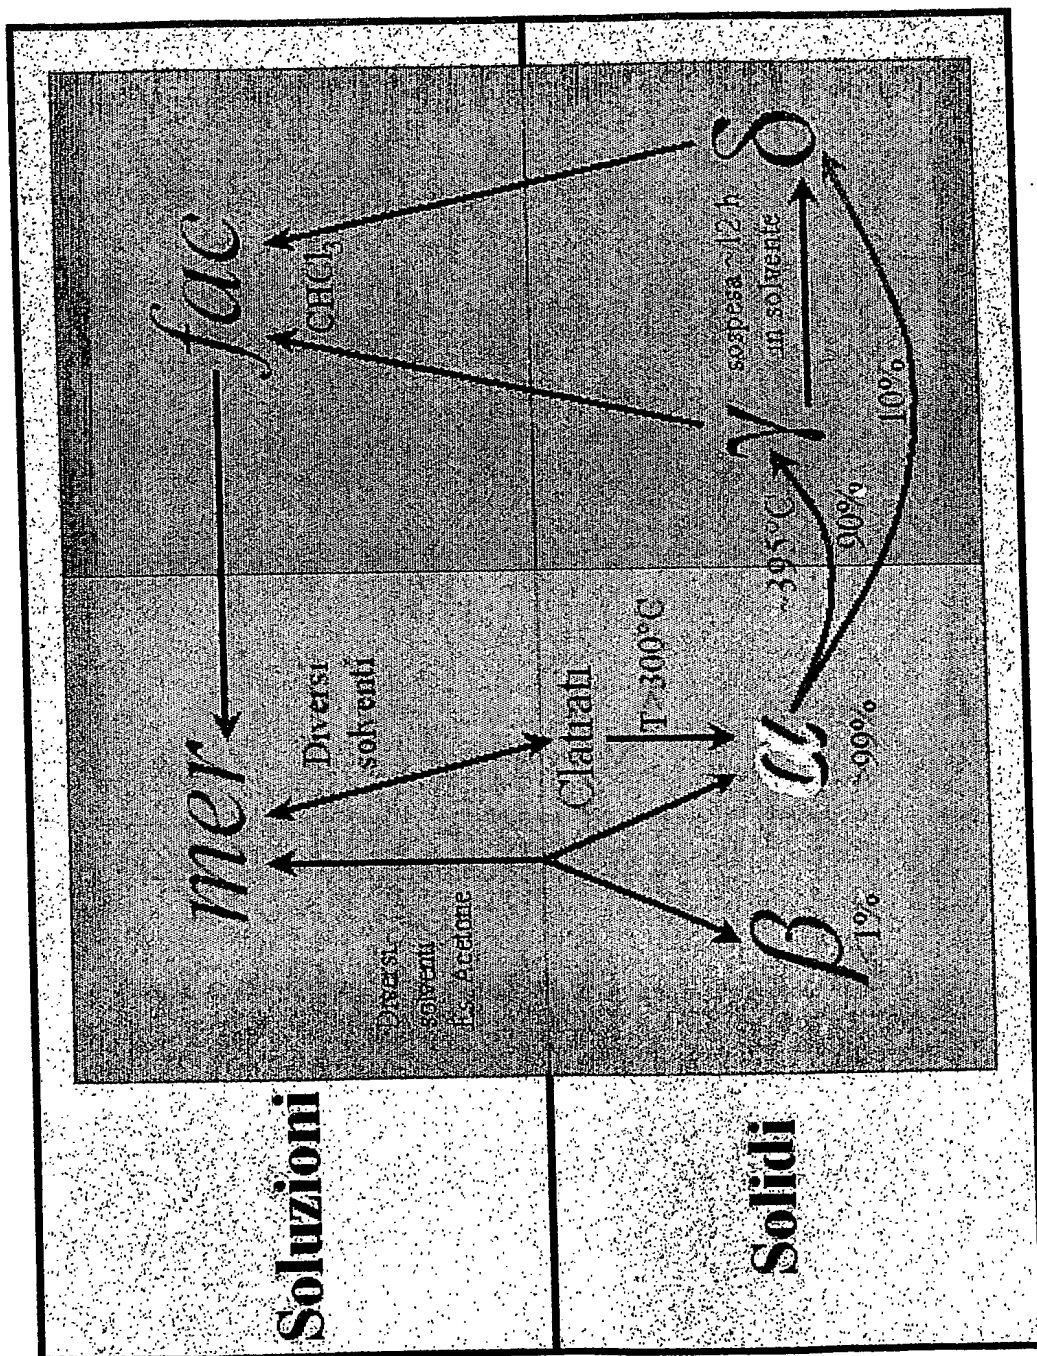 Soluzioni
mer
fac
Diversi
solventi
Es. Acetone
Diversi
solventi
CHCl₃
Solidi
Clatrati
T>300°C
β
1%
α
~99%
~395°C
90%
10%
γ
sospesa ~12 h
in solvente
δ